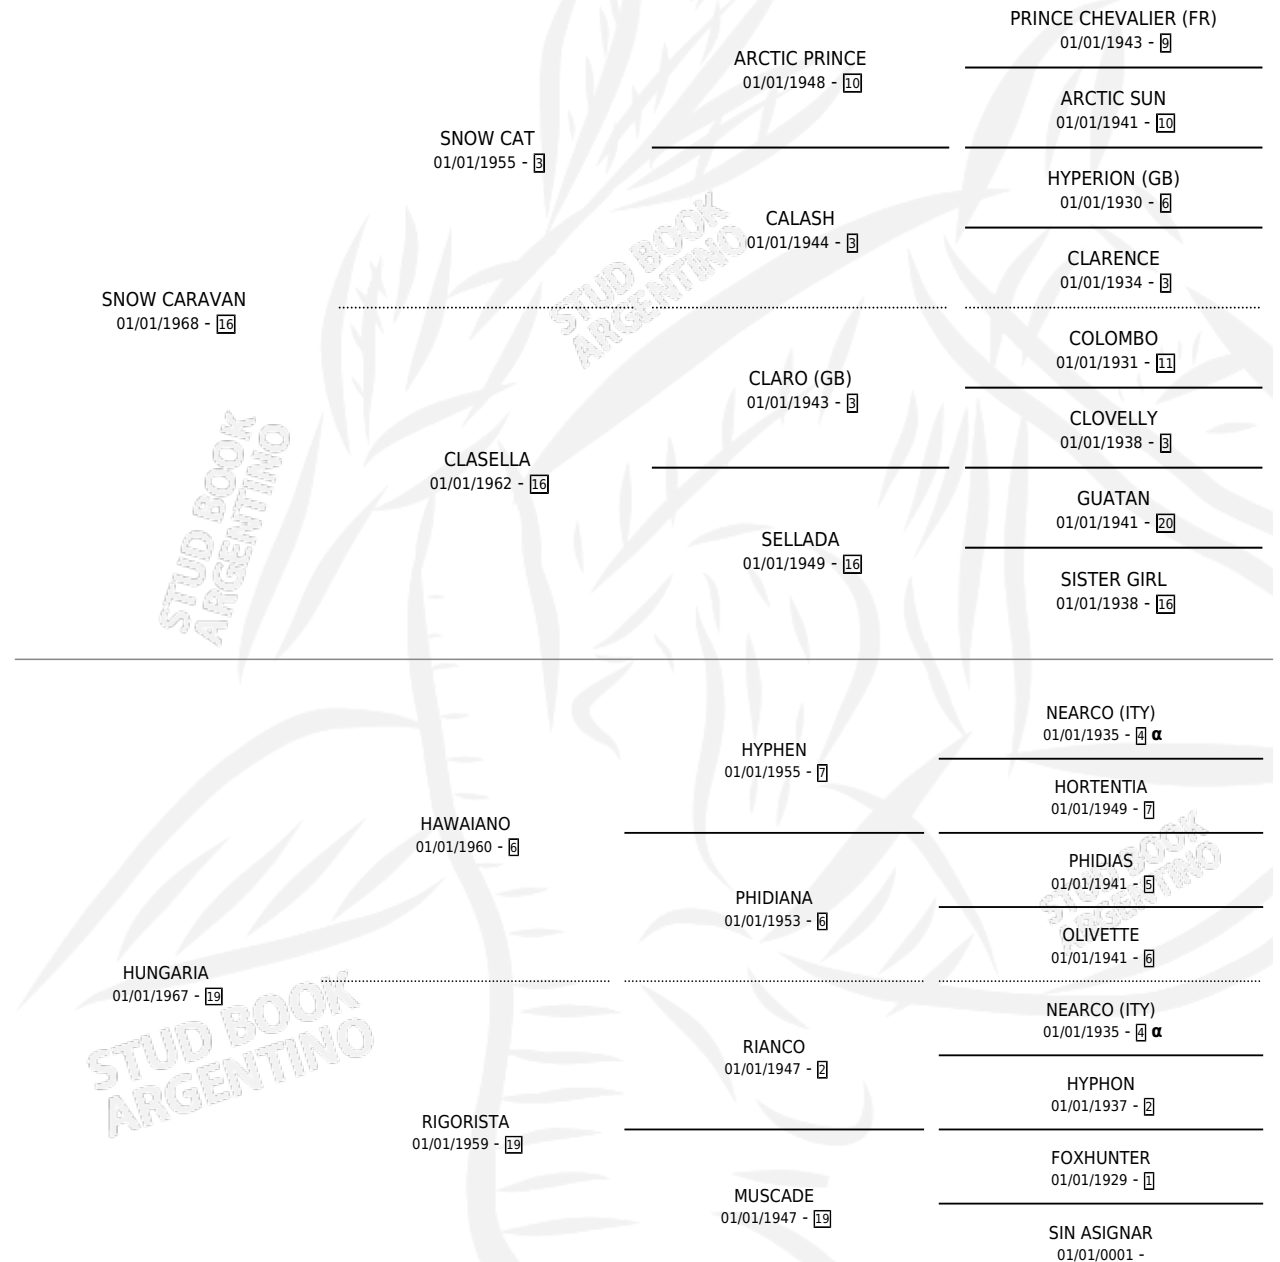 PRINCE CHEVALIER (FR)
01/01/1943 - 9
ARCTIC PRINCE
01/01/1948 - 10
ARCTIC SUN
01/01/1941 - 10
SNOW CAT
01/01/1955 - 3
HYPERION (GB)
01/01/1930 - 6
CALASH
01/01/1944 - 3
CLARENCE
01/01/1934 - 3
SNOW CARAVAN
01/01/1968 - 16
COLOMBO
01/01/1931 - 11
CLARO (GB)
01/01/1943 - 3
CLOVELLY
01/01/1938 - 3
CLASELLA
01/01/1962 - 16
GUATAN
01/01/1941 - 20
SELLADA
01/01/1949 - 16
SISTER GIRL
01/01/1938 - 16
NEARCO (ITY)
01/01/1935 - 4 α
HYPHEN
01/01/1955 - 7
HORTENTIA
01/01/1949 - 7
HAWAIANO
01/01/1960 - 6
PHIDIAS
01/01/1941 - 5
PHIDIANA
01/01/1953 - 6
OLIVETTE
01/01/1941 - 6
HUNGARIA
01/01/1967 - 19
NEARCO (ITY)
01/01/1935 - 4 α
RIANCO
01/01/1947 - 2
HYPHON
01/01/1937 - 2
RIGORISTA
01/01/1959 - 19
FOXHUNTER
01/01/1929 - 1
MUSCADE
01/01/1947 - 19
SIN ASIGNAR
01/01/0001 -
STUD BOOK
ARGENTINO
STUD BOOK
ARGENTINO
STUD BOOK
ARGENTINO
STUD BOOK
ARGENTINO